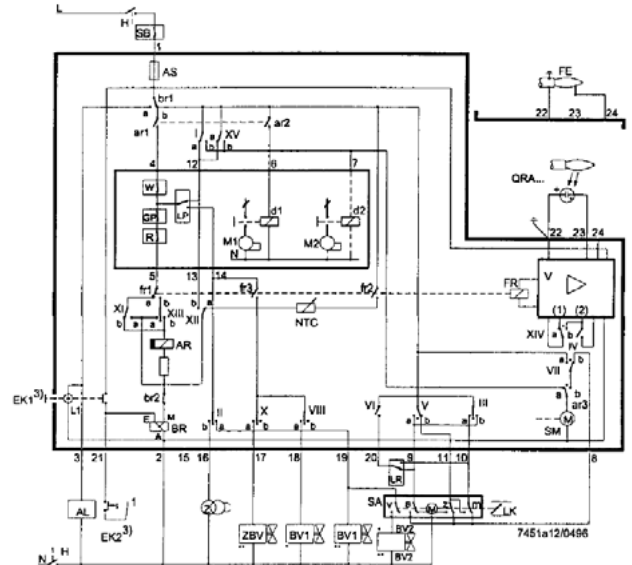 L
H
SB
1
AS
FE
br1
22 23 24
a b
ar1
I
XV
ar2
a b a b
QRA...
4 12 6 7
W
GP
LP
R
d1
d2
M1
N
M2
22 23 24
V
5 13 14
fr1
fr3
fr2
FR
a b
XI
XIII
XII
NTC
(1) (2)
XIV
IV
AR
VII
a b
EK1 3)
L1
br2
ar3
E M
BR
A
II
X
VIII
VI
V
III
SM
M
a b
3 21 2 15 16 17 18 19 20 9 11 10 8
LR
SA
AL
1
EK2 3)
Z
M
LK
7451a12/0496
ZBV
BV1
BV1
BV2
BV2
N H